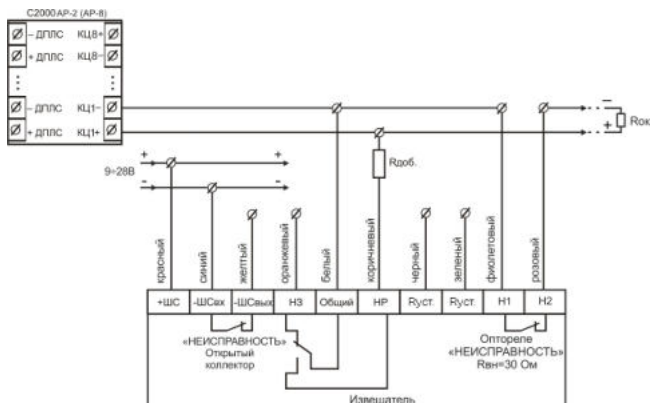 С2000АР-2 (АР-8)
– ДПЛС КЦ8+
+ ДПЛС КЦ8–
– ДПЛС КЦ1–
+ ДПЛС КЦ1+
–
+
Rок
9÷28В
+ +
- -
Rдоб.
красный
синий
желтый
оранжевый
белый
коричневый
черный
зеленый
фиолетовый
розовый
+ШС -ШСвх -ШСвых НЗ Общий НР Rуст. Rуст. Н1 Н2
«НЕИСПРАВНОСТЬ»
Открытый
коллектор
Оптореле
«НЕИСПРАВНОСТЬ»
Rвн=30 Ом
Извещатель